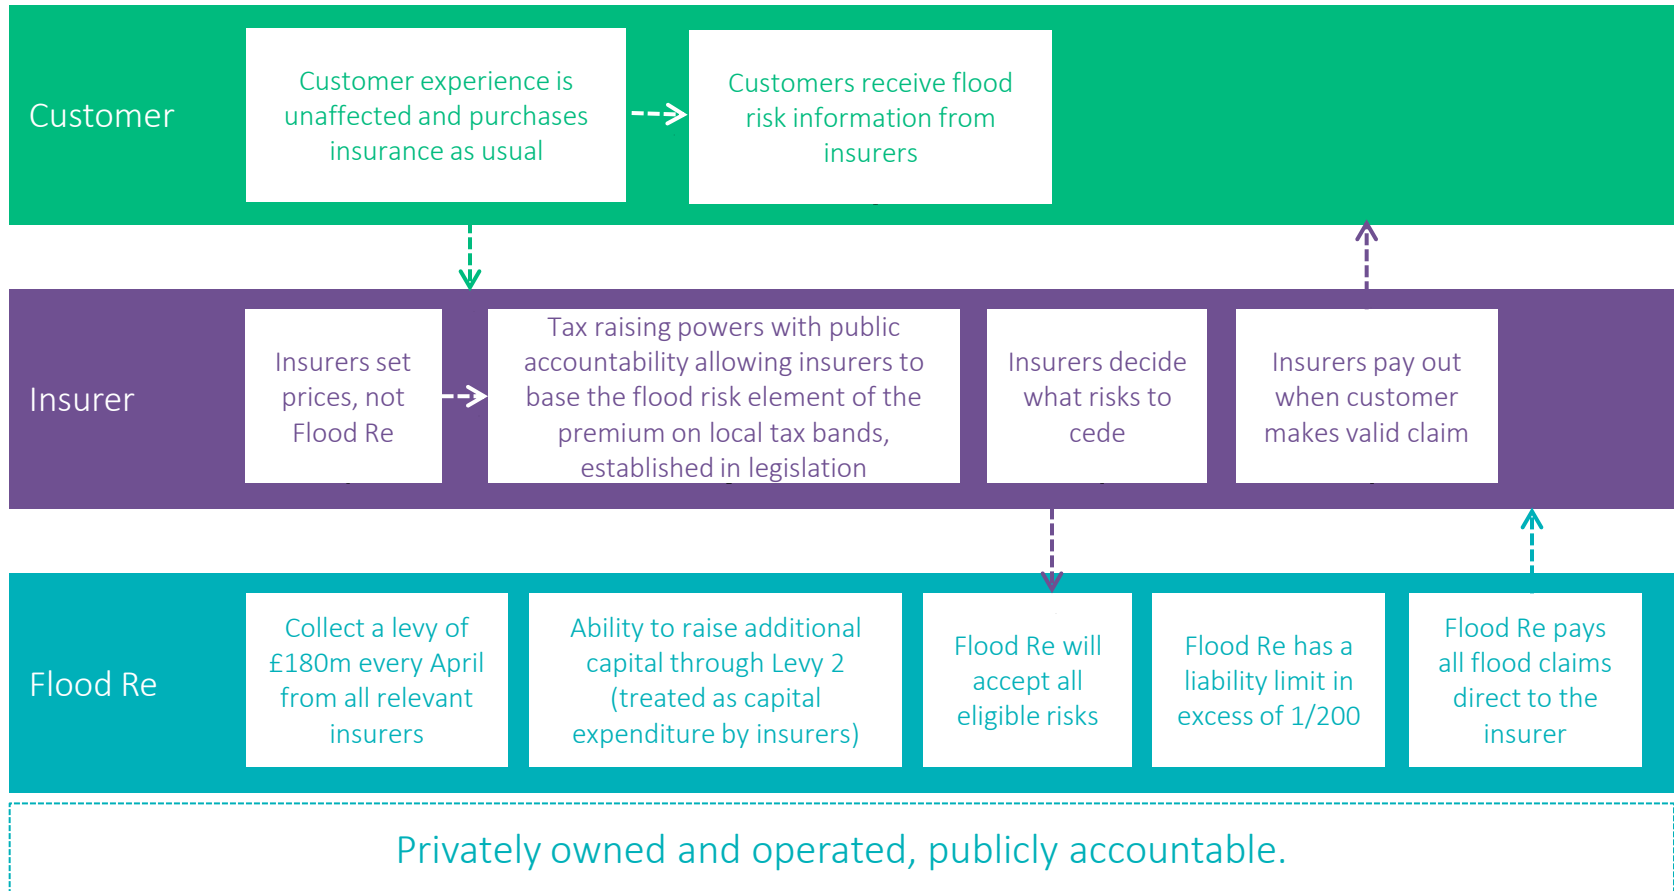 Customer
Customer experience is
unaffected and purchases
insurance as usual
Customers receive flood
risk information from
insurers
Insurer
Insurers set
prices, not
Flood Re
Tax raising powers with public
accountability allowing insurers to
base the flood risk element of the
premium on local tax bands,
established in legislation
Insurers decide
what risks to
cede
Insurers pay out
when customer
makes valid claim
Flood Re
Collect a levy of
£180m every April
from all relevant
insurers
Ability to raise additional
capital through Levy 2
(treated as capital
expenditure by insurers)
Flood Re will
accept all
eligible risks
Flood Re has a
liability limit in
excess of 1/200
Flood Re pays
all flood claims
direct to the
insurer
Privately owned and operated, publicly accountable.